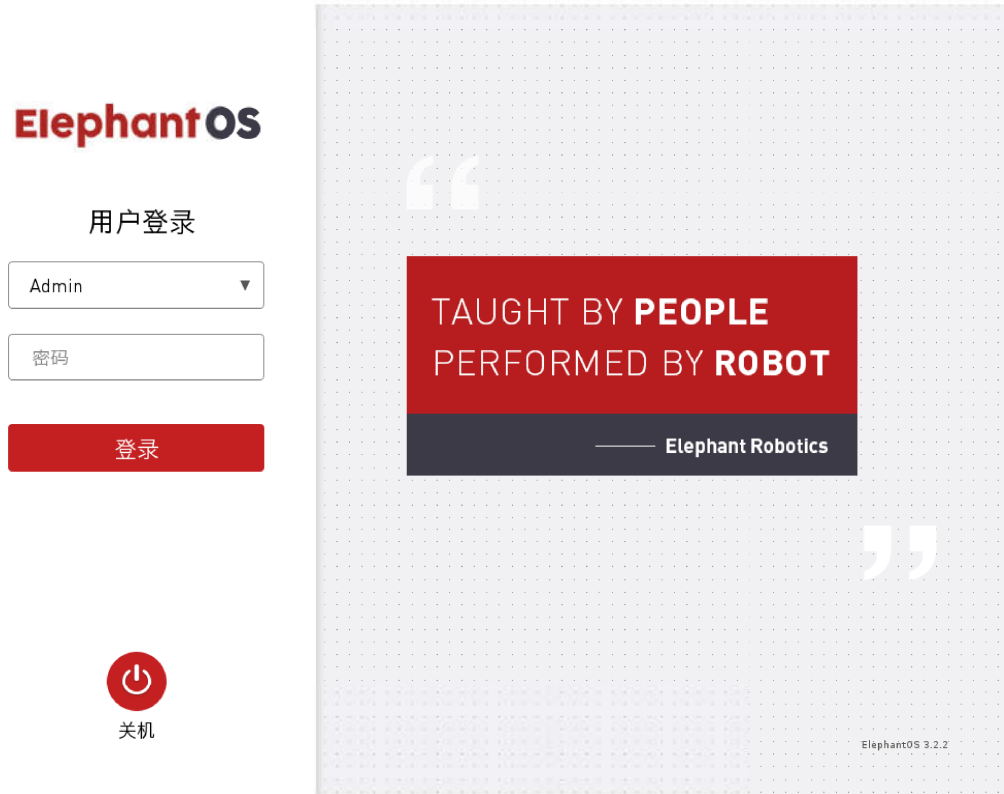 ElephantOS
用户登录
Admin
密码
登录
关机
TAUGHT BY PEOPLE
PERFORMED BY ROBOT
Elephant Robotics
ElephantOS 3.2.2